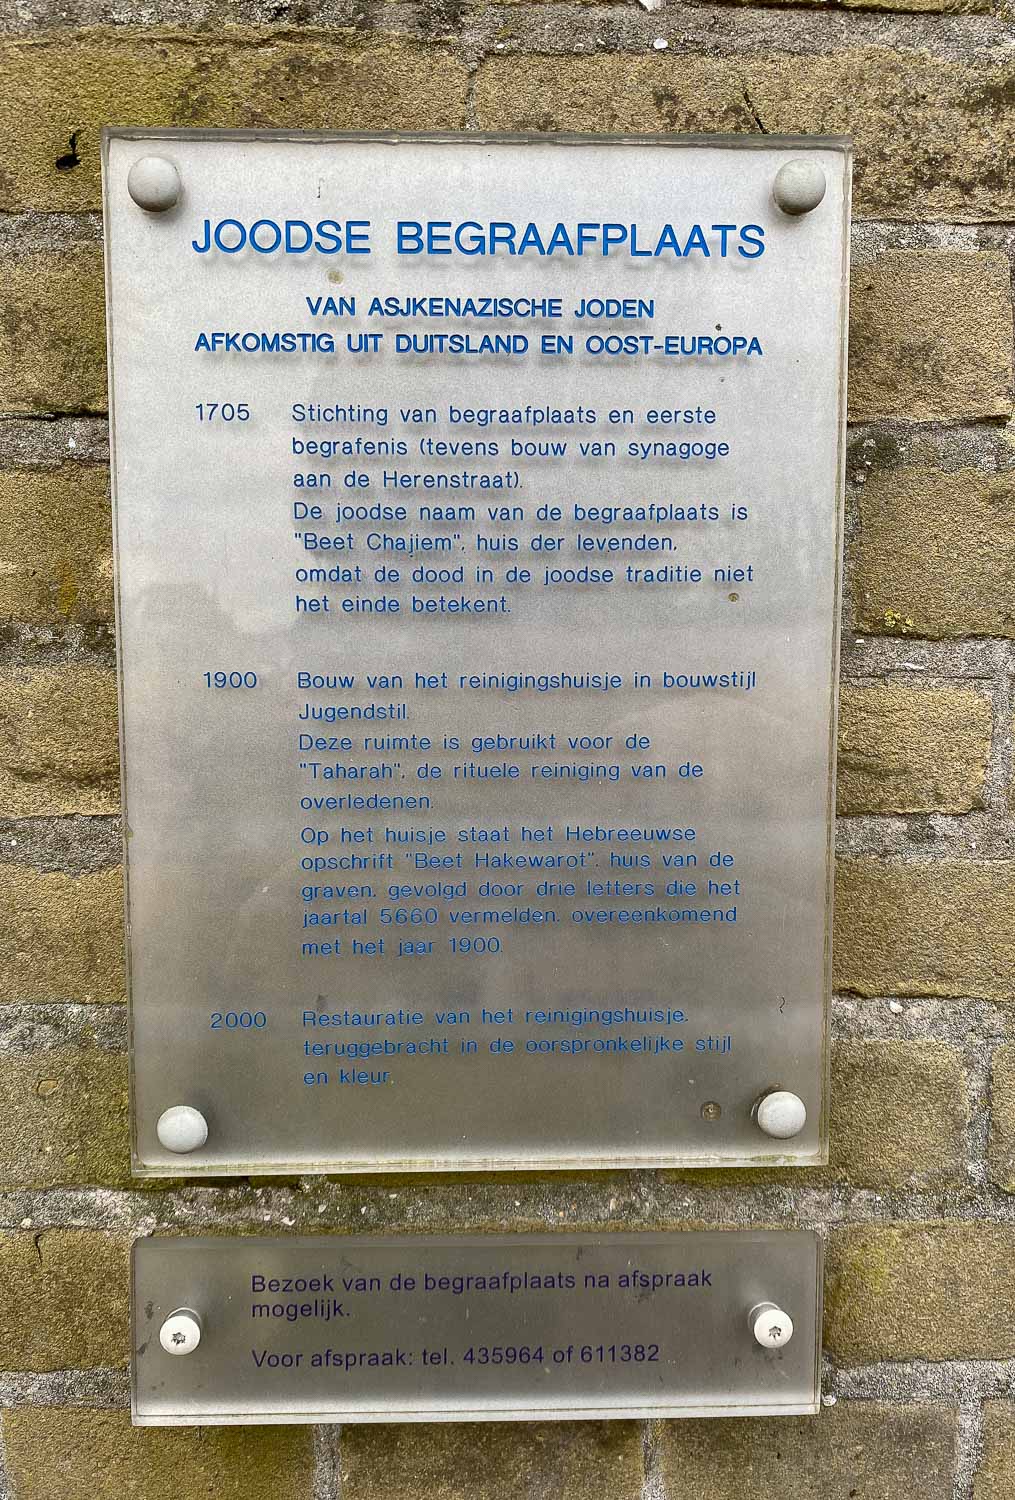 JOODSE BEGRAAFPLAATS
VAN ASJKENAZISCHE JODEN
AFKOMSTIG UIT DUITSLAND EN OOST-EUROPA
1705 Stichting van begraafplaats en eerste
begrafenis (tevens bouw van synagoge
aan de Herenstraat).
De joodse naam van de begraafplaats is
"Beet Chajiem", huis der levenden,
omdat de dood in de joodse traditie niet
het einde betekent.
1900 Bouw van het reinigingshuisje in bouwstijl
Jugendstil.
Deze ruimte is gebruikt voor de
"Taharah", de rituele reiniging van de
overledenen.
Op het huisje staat het Hebreeuwse
opschrift "Beet Hakewarot", huis van de
graven, gevolgd door drie letters die het
jaartal 5660 vermelden, overeenkomend
met het jaar 1900.
2000 Restauratie van het reinigingshuisje,
teruggebracht in de oorspronkelijke stijl
en kleur.
Bezoek van de begraafplaats na afspraak
mogelijk.
Voor afspraak: tel. 435964 of 611382